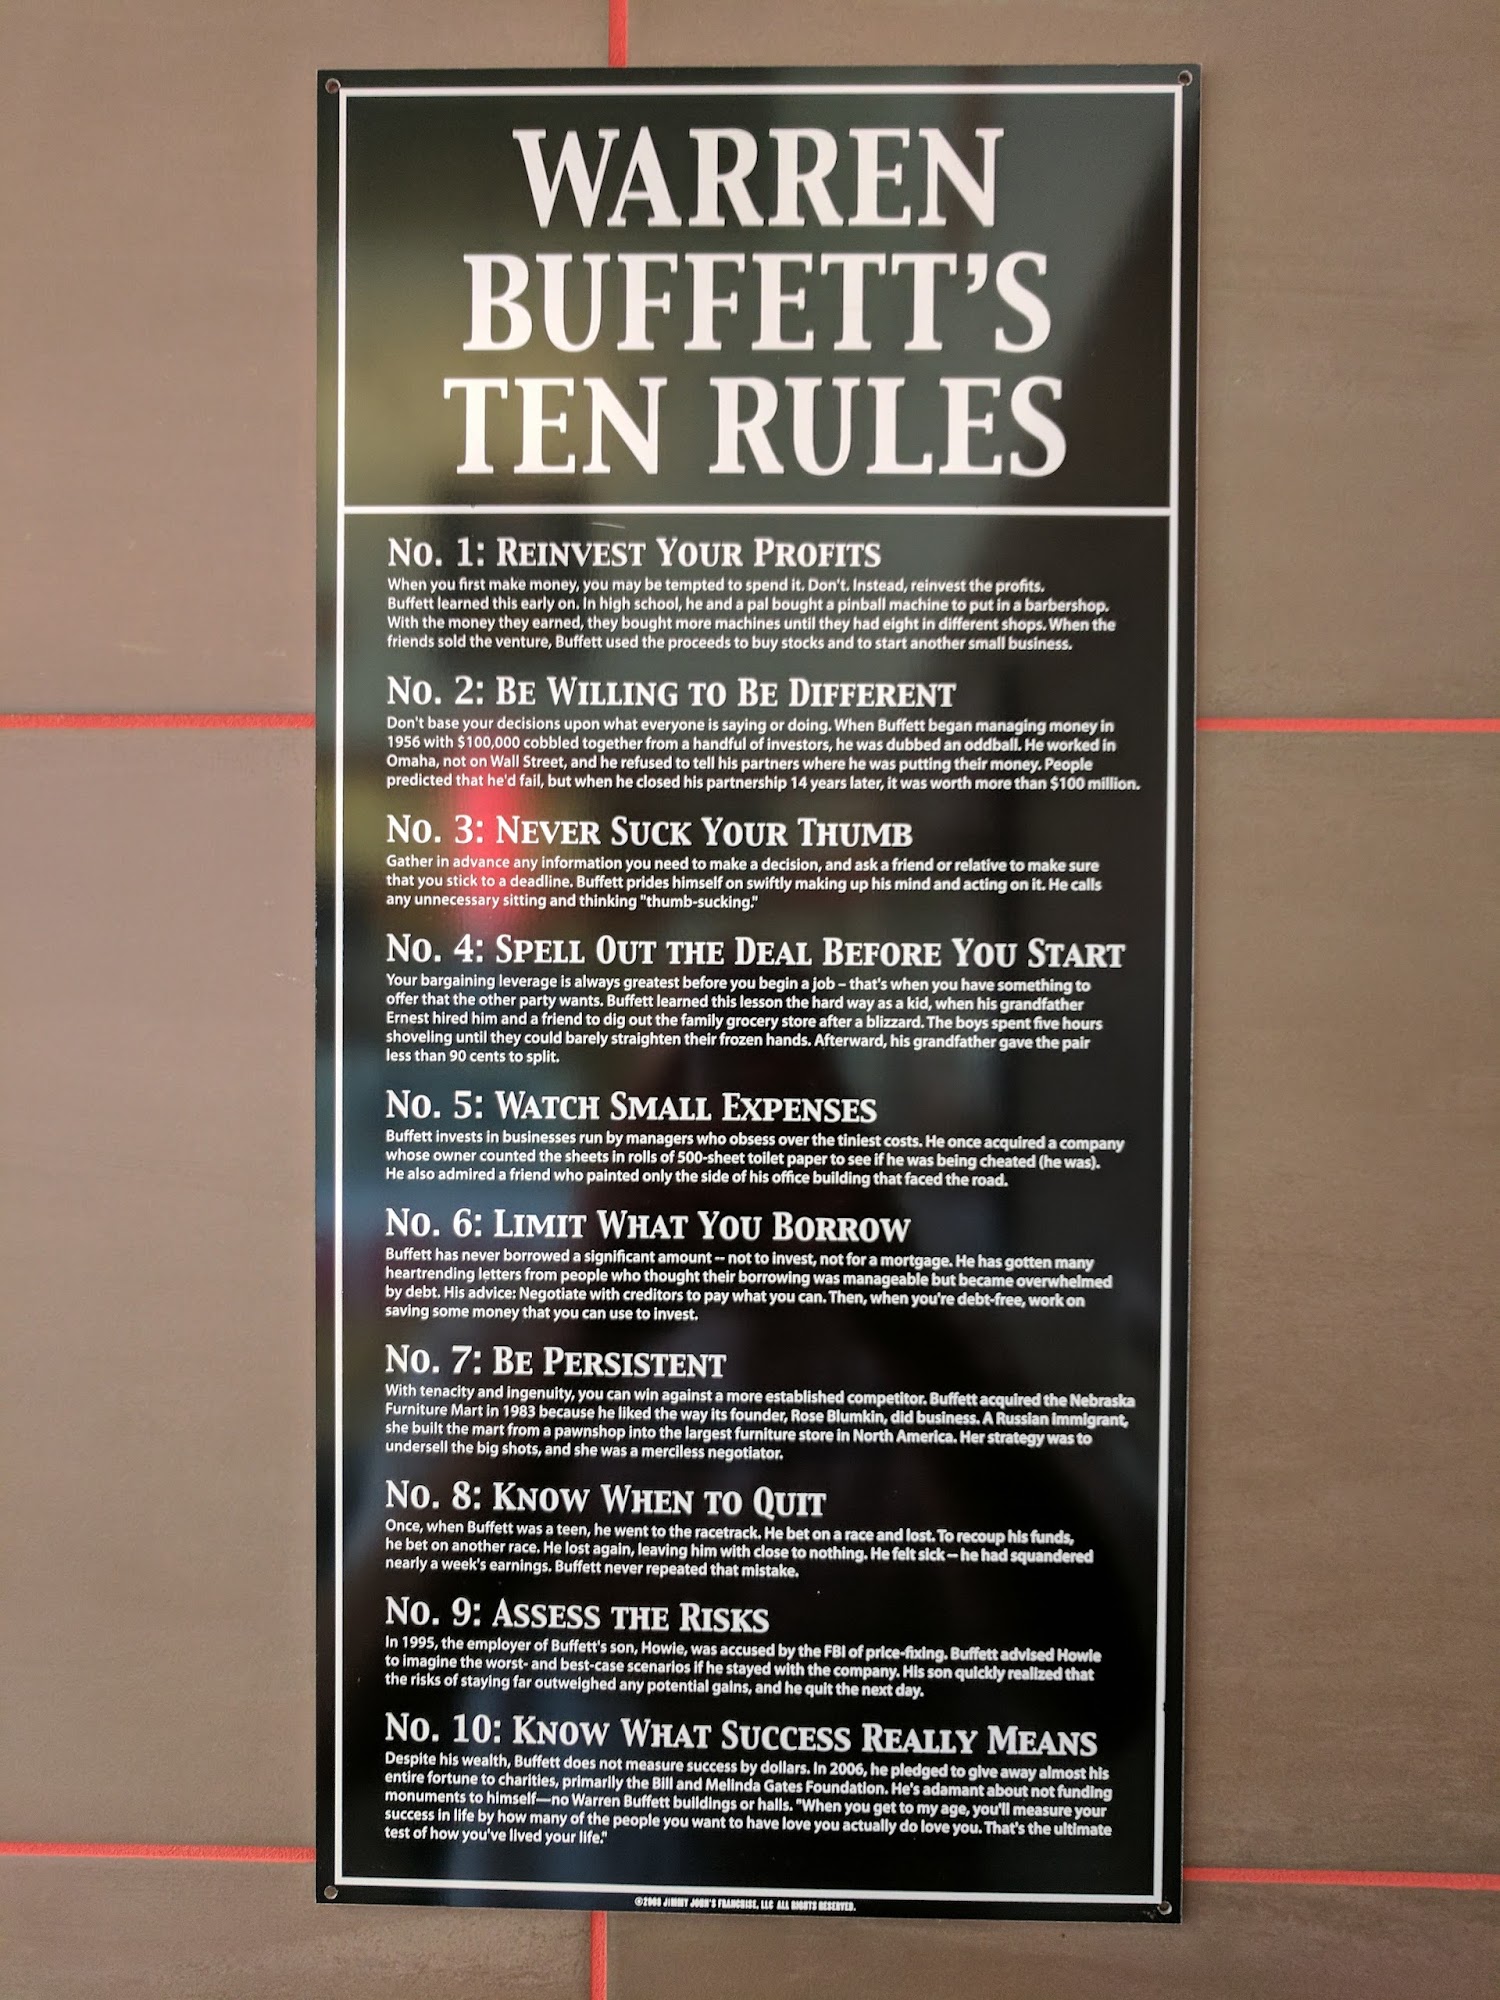 WARREN
BUFFETT'S
TEN RULES
No. 1: Reinvest Your Profits
When you first make money, you may be tempted to spend it. Don't. Instead, reinvest the profits.
Buffett learned this early on. In high school, he and a pal bought a pinball machine to put in a barbershop.
With the money they earned, they bought more machines until they had eight in different shops. When the
friends sold the venture, Buffett used the proceeds to buy stocks and to start another small business.
No. 2: Be Willing to Be Different
Don't base your decisions upon what everyone is saying or doing. When Buffett began managing money in
1956 with $100,000 cobbled together from a handful of investors, he was dubbed an oddball. He worked in
Omaha, not on Wall Street, and he refused to tell his partners where he was putting their money. People
predicted that he'd fail, but when he closed his partnership 14 years later, it was worth more than $100 million.
No. 3: Never Suck Your Thumb
Gather in advance any information you need to make a decision, and ask a friend or relative to make sure
that you stick to a deadline. Buffett prides himself on swiftly making up his mind and acting on it. He calls
any unnecessary sitting and thinking "thumb-sucking."
No. 4: Spell Out the Deal Before You Start
Your bargaining leverage is always greatest before you begin a job – that's when you have something to
offer that the other party wants. Buffett learned this lesson the hard way as a kid, when his grandfather
Ernest hired him and a friend to dig out the family grocery store after a blizzard. The boys spent five hours
shoveling until they could barely straighten their frozen hands. Afterward, his grandfather gave the pair
less than 90 cents to split.
No. 5: Watch Small Expenses
Buffett invests in businesses run by managers who obsess over the tiniest costs. He once acquired a company
whose owner counted the sheets in rolls of 500-sheet toilet paper to see if he was being cheated (he was).
He also admired a friend who painted only the side of his office building that faced the road.
No. 6: Limit What You Borrow
Buffett has never borrowed a significant amount -- not to invest, not for a mortgage. He has gotten many
heartrending letters from people who thought their borrowing was manageable but became overwhelmed
by debt. His advice: Negotiate with creditors to pay what you can. Then, when you're debt-free, work on
saving some money that you can use to invest.
No. 7: Be Persistent
With tenacity and ingenuity, you can win against a more established competitor. Buffett acquired the Nebraska
Furniture Mart in 1983 because he liked the way its founder, Rose Blumkin, did business. A Russian immigrant,
she built the mart from a pawnshop into the largest furniture store in North America. Her strategy was to
undersell the big shots, and she was a merciless negotiator.
No. 8: Know When to Quit
Once, when Buffett was a teen, he went to the racetrack. He bet on a race and lost. To recoup his funds,
he bet on another race. He lost again, leaving him with close to nothing. He felt sick -- he had squandered
nearly a week's earnings. Buffett never repeated that mistake.
No. 9: Assess the Risks
In 1995, the employer of Buffett's son, Howie, was accused by the FBI of price-fixing. Buffett advised Howie
to imagine the worst- and best-case scenarios if he stayed with the company. His son quickly realized that
the risks of staying far outweighed any potential gains, and he quit the next day.
No. 10: Know What Success Really Means
Despite his wealth, Buffett does not measure success by dollars. In 2006, he pledged to give away almost his
entire fortune to charities, primarily the Bill and Melinda Gates Foundation. He's adamant about not funding
monuments to himself—no Warren Buffett buildings or halls. "When you get to my age, you'll measure your
success in life by how many of the people you want to have love you actually do love you. That's the ultimate
test of how you've lived your life."
JIMMY JOHN'S FRANCHISE, LLC ALL RIGHTS RESERVED.